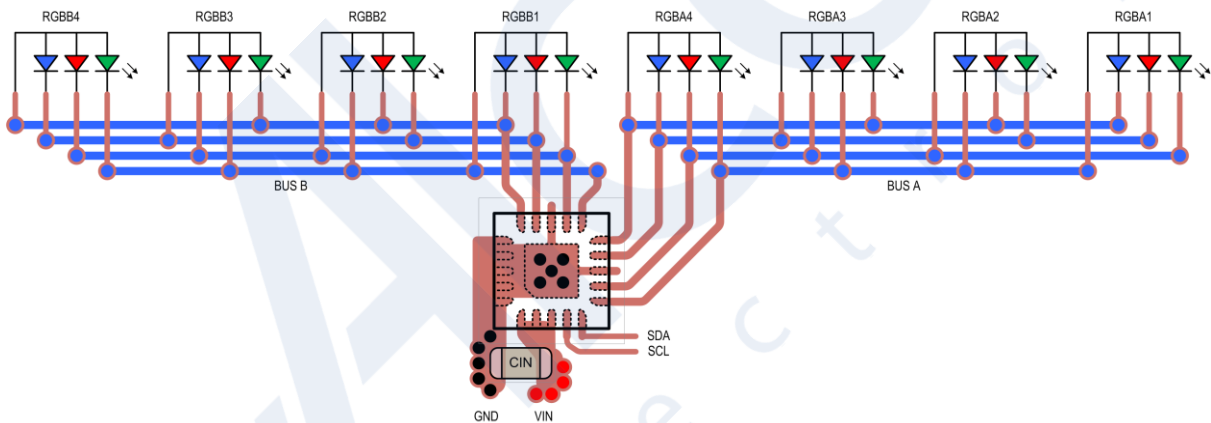 RGBB4 RGBB3 RGBB2 RGBB1 RGBA4 RGBA3 RGBA2 RGBA1
BUS B BUS A
SDA
SCL
CIN
GND VIN